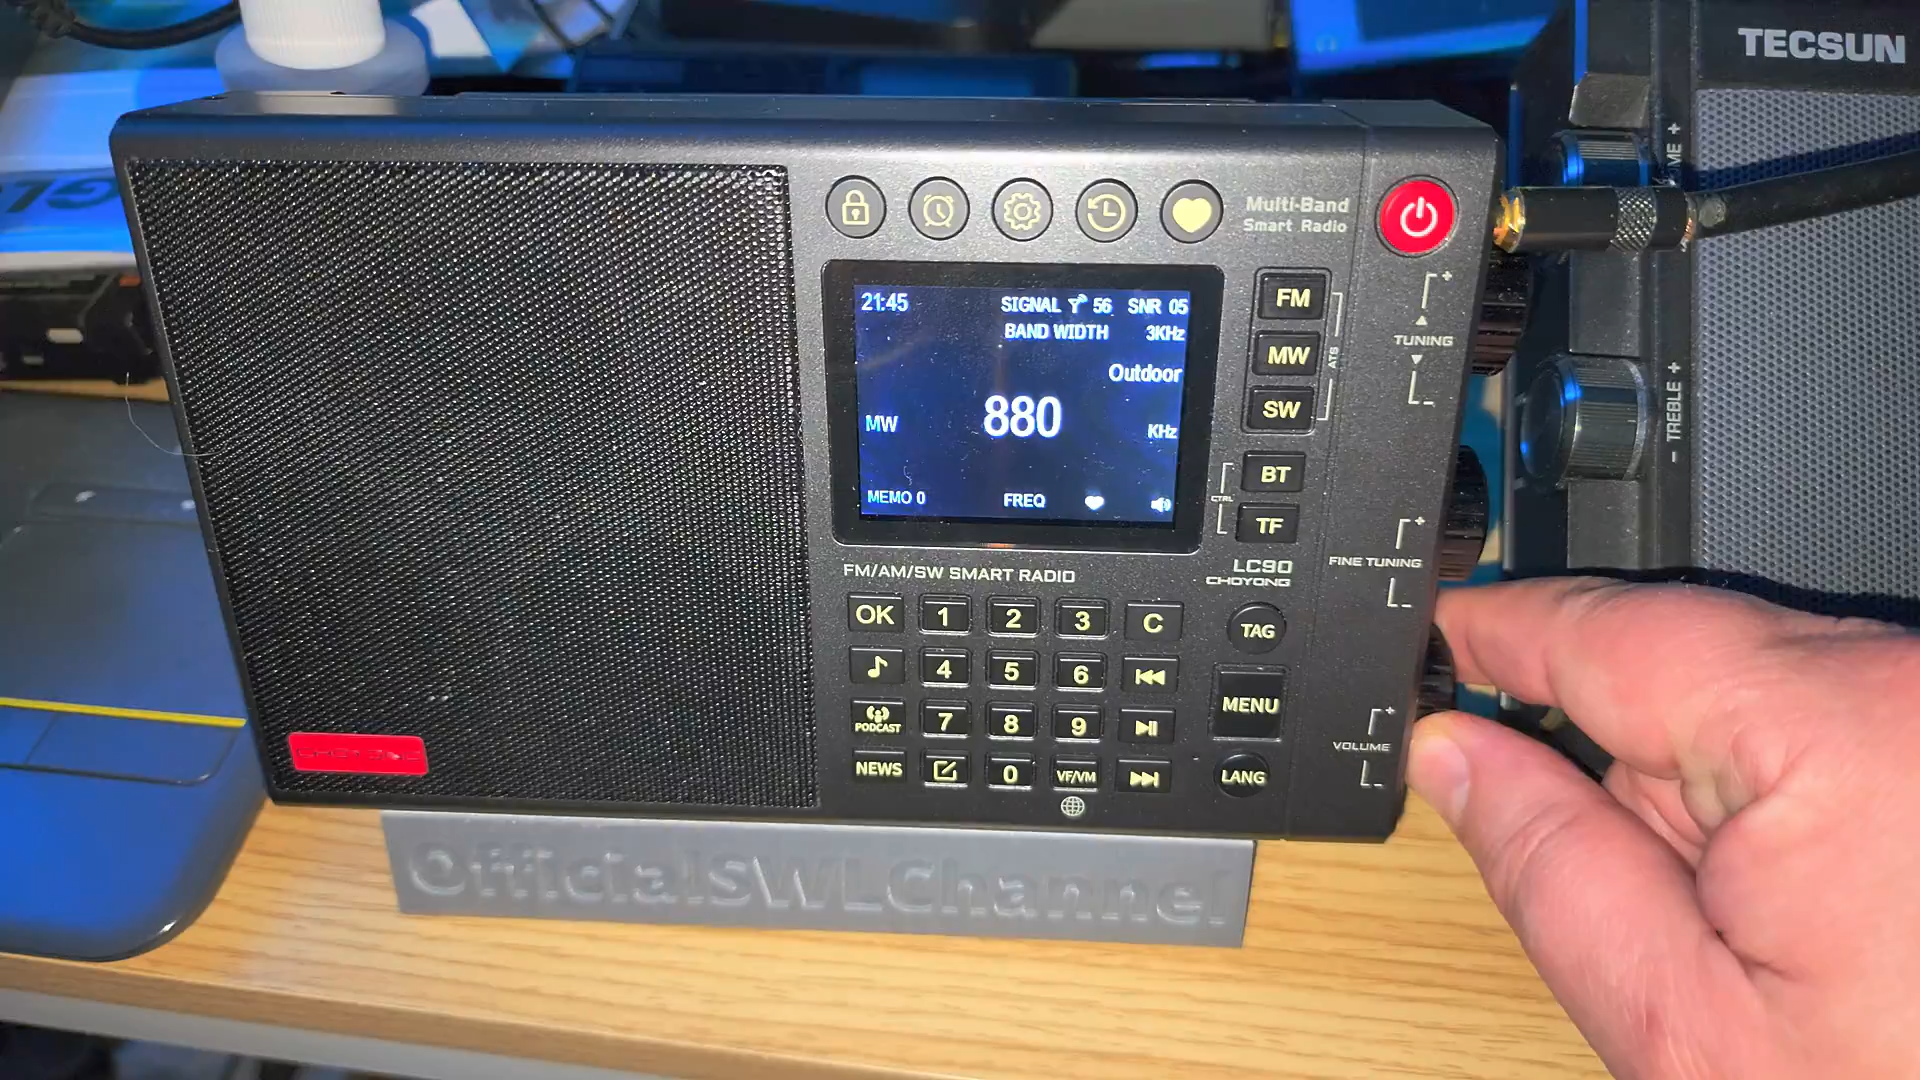 TECSUN
Multi-Band
Smart Radio
21:45
SIGNAL 56 SNR 05
BAND WIDTH 3KHz
Outdoor
MW 880 KHz
MEMO 0 FREQ
FM
MW
SW
ATS
BT
TF
CTRL
LC90
CHOYONG
+
TUNING
-
+
FINE TUNING
-
+
VOLUME
-
FM/AM/SW SMART RADIO
OK 1 2 3 C
4 5 6
PODCAST 7 8 9
NEWS 0 VF/VM
TAG
MENU
LANG
ME +
- TREBLE +
OfficialSWLChannel